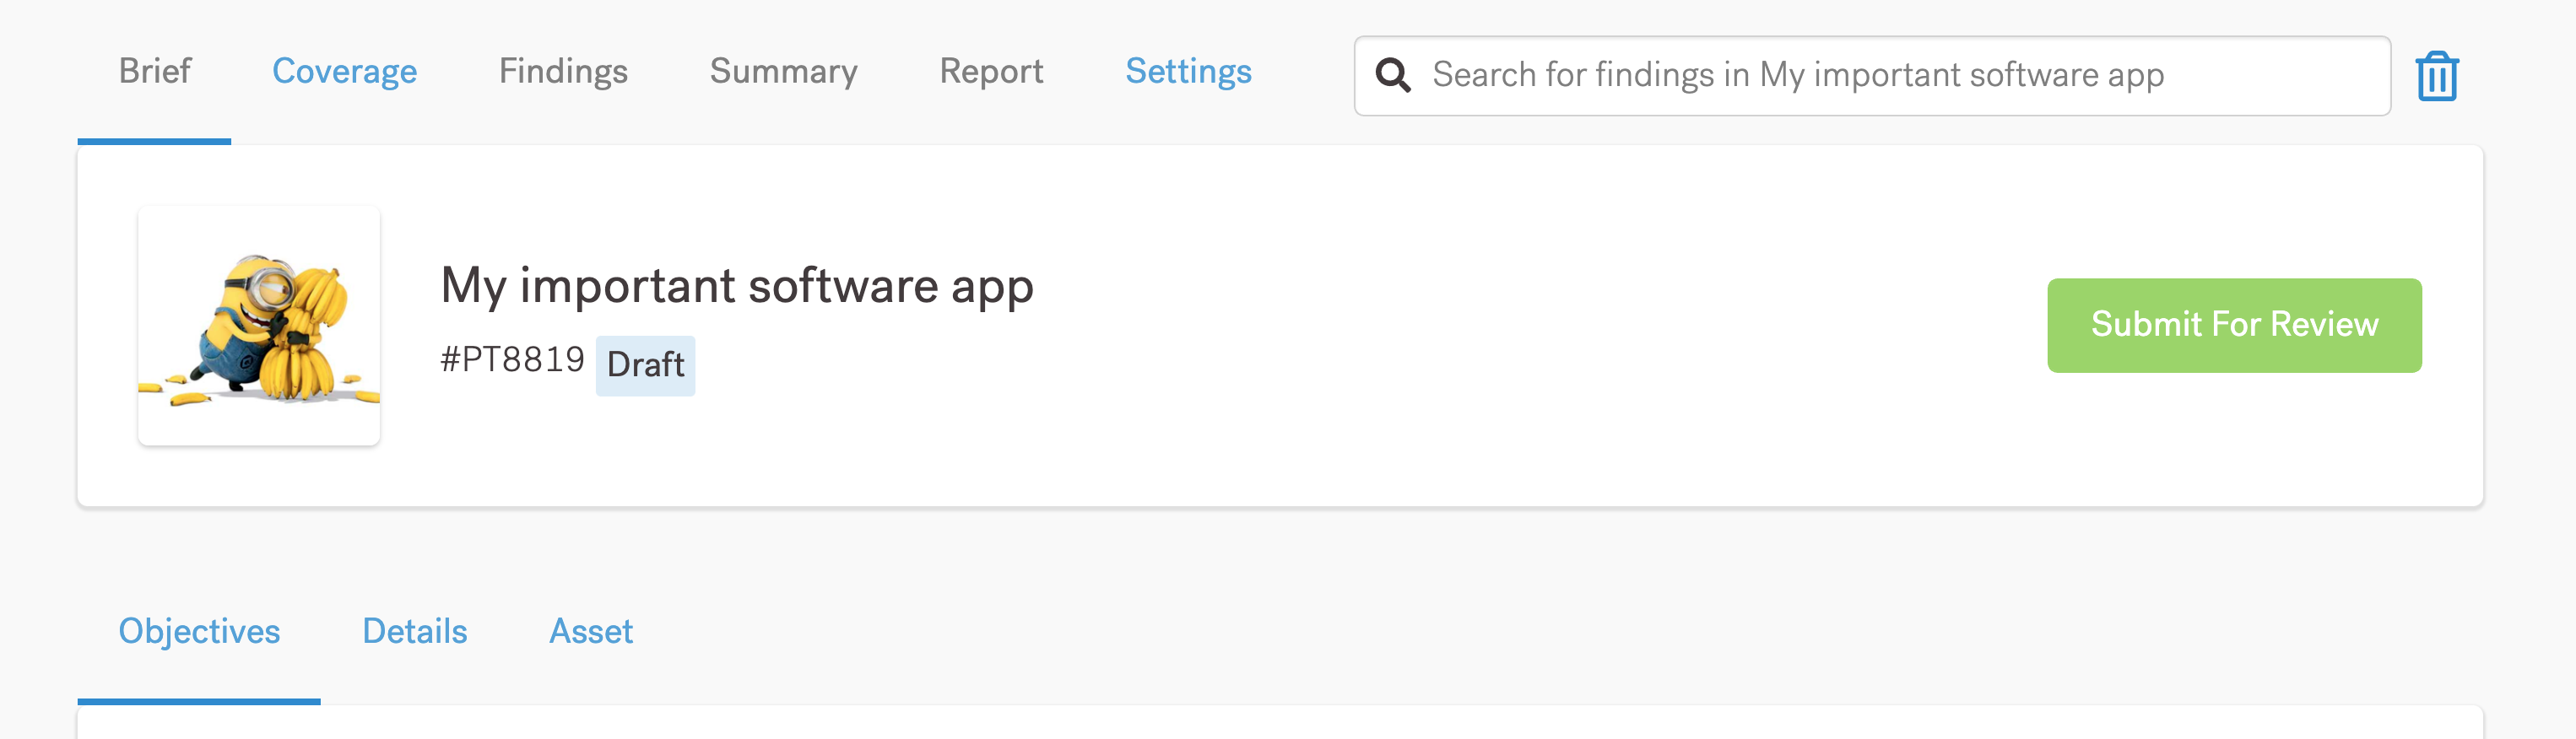 Brief Coverage Findings Summary Report Settings Search for findings in My important software app
My important software app
#PT8819 Draft
Submit For Review
Objectives Details Asset